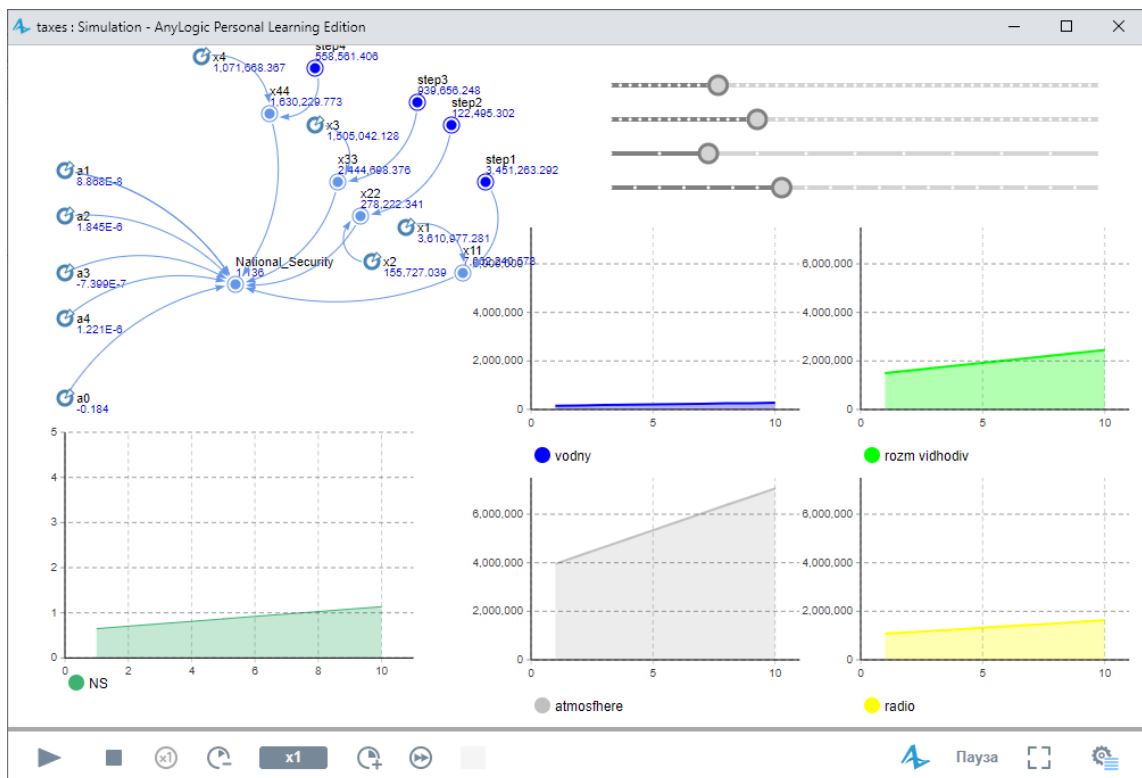 taxes : Simulation - AnyLogic Personal Learning Edition
x4
1,071,668.367
step4
558,561.406
x44
1,630,229.773
step3
939,656.248
step2
122,495.302
x3
1,505,042.128
x33
2,444,698.376
step1
3,451,263.292
a1
8.868E-8
x22
278,222.341
a2
1.845E-6
x1
3,610,977.281
x11
National_Security
1.136
x2
155,727.039
a3
-7.399E-7
a4
1.221E-6
a0
-0.184
5
4
3
2
1
0
0 2 4 6 8 10
NS
4,000,000
2,000,000
0
0 5 10
vodny
6,000,000
4,000,000
2,000,000
0
0 5 10
rozm vidhodiv
6,000,000
4,000,000
2,000,000
0
0 5 10
atmosfhere
6,000,000
4,000,000
2,000,000
0
0 5 10
radio
x1
x1
Пауза